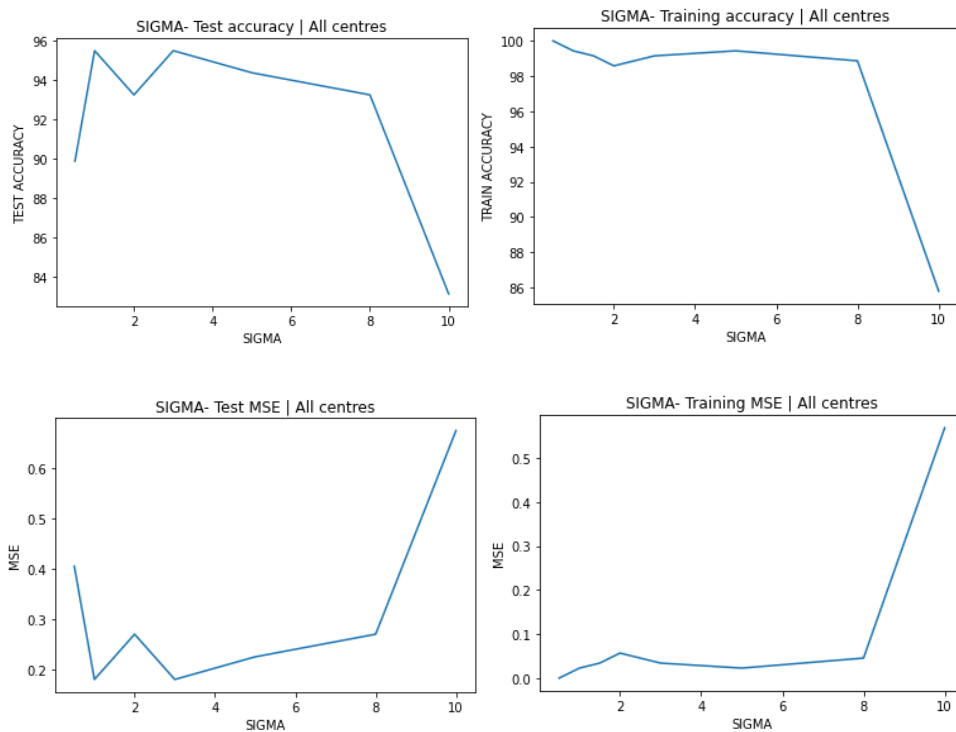 SIGMA- Test accuracy | All centres
96
94
92
90
88
86
84
TEST ACCURACY
2 4 6 8 10
SIGMA
SIGMA- Training accuracy | All centres
100
98
96
94
92
90
88
86
TRAIN ACCURACY
2 4 6 8 10
SIGMA
SIGMA- Test MSE | All centres
0.6
0.5
0.4
0.3
0.2
MSE
2 4 6 8 10
SIGMA
SIGMA- Training MSE | All centres
0.5
0.4
0.3
0.2
0.1
0.0
MSE
2 4 6 8 10
SIGMA